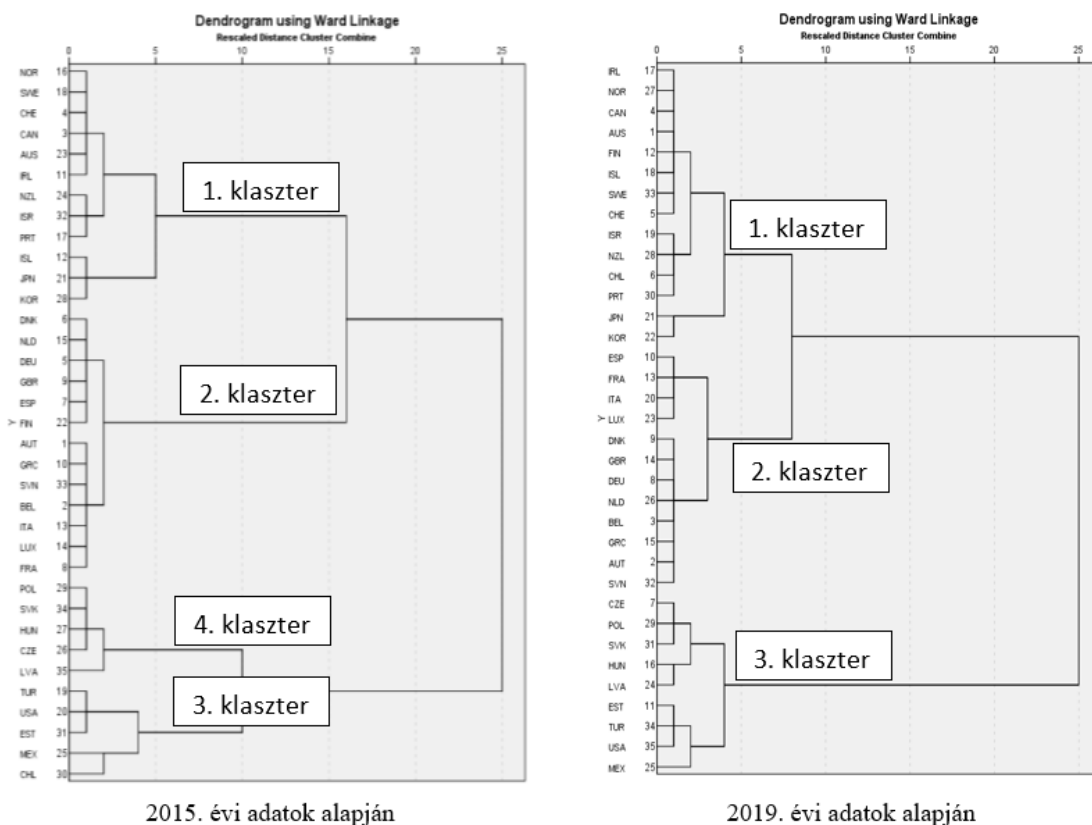 Dendrogram using Ward Linkage
Rescaled Distance Cluster Combine
0 5 10 15 20 25
NOR 16
SWE 18
CHE 4
CAN 3
AUS 23
IRL 11
NZL 24
ISR 32
PRT 17
ISL 12
JPN 21
KOR 28
DNK 6
NLD 15
DEU 5
GBR 9
ESP 7
Y FIN 22
AUT 1
GRC 10
SVN 33
BEL 2
ITA 13
LUX 14
FRA 8
POL 29
SVK 34
HUN 27
CZE 26
LVA 35
TUR 19
USA 20
EST 31
MEX 25
CHL 30
1. klaszter
2. klaszter
4. klaszter
3. klaszter
2015. évi adatok alapján
Dendrogram using Ward Linkage
Rescaled Distance Cluster Combine
0 5 10 15 20 25
IRL 17
NOR 27
CAN 4
AUS 1
FIN 12
ISL 18
SWE 33
CHE 5
ISR 19
NZL 28
CHL 6
PRT 30
JPN 21
KOR 22
ESP 10
FRA 13
ITA 20
Y LUX 23
DNK 9
GBR 14
DEU 8
NLD 26
BEL 3
GRC 15
AUT 2
SVN 32
CZE 7
POL 29
SVK 31
HUN 16
LVA 24
EST 11
TUR 34
USA 35
MEX 25
1. klaszter
2. klaszter
3. klaszter
2019. évi adatok alapján